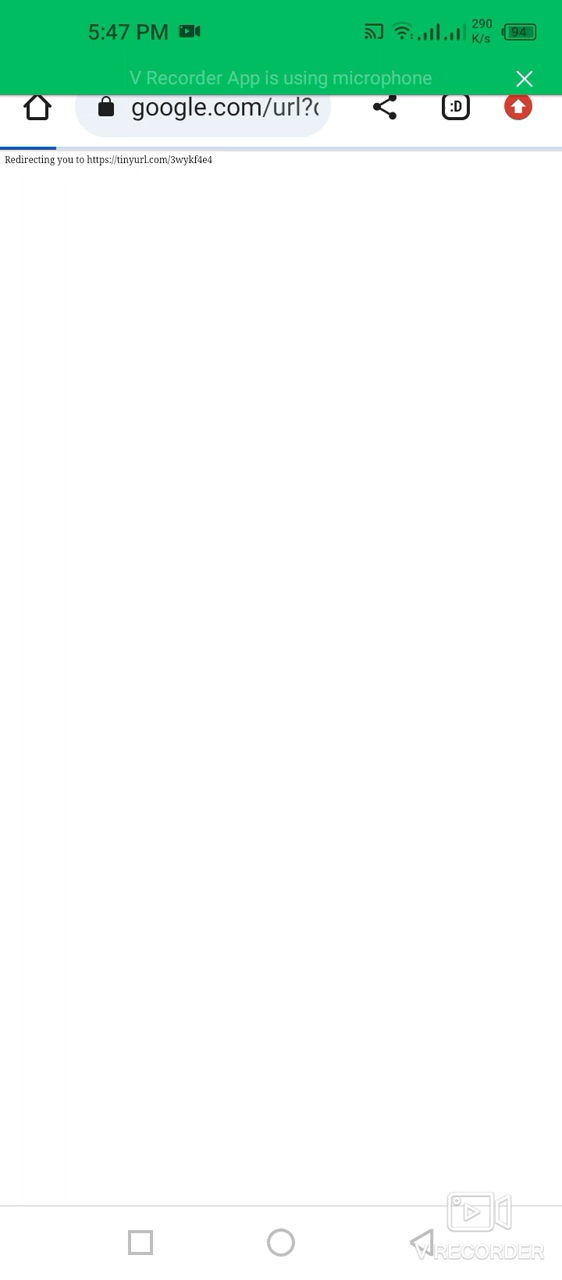 5:47 PM
290
K/s
94
V Recorder App is using microphone
google.com/url?
:D
Redirecting you to https://tinyurl.com/3wykf4e4
V RECORDER